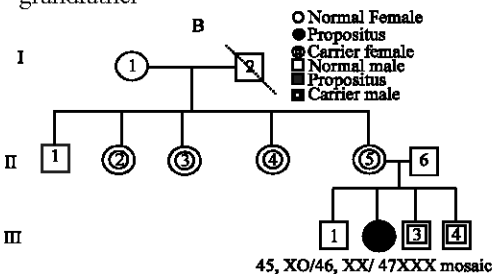 grandfather
B
Normal Female
Propositus
Carrier female
Normal male
Propositus
Carrier male
I
1
2
II
1
2
3
4
5
6
III
1
3
4
45, XO/46, XX/ 47XXX mosaic